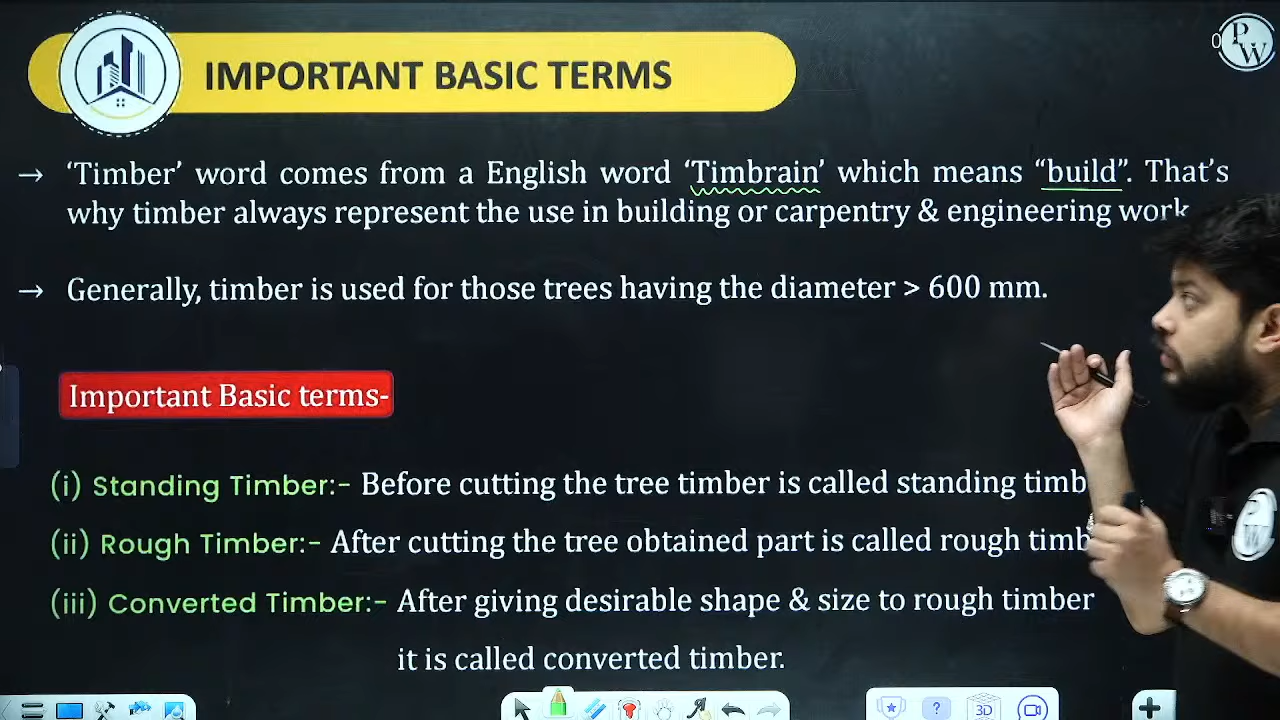 IMPORTANT BASIC TERMS
PW
→ ‘Timber’ word comes from a English word ‘Timbrain’ which means “build”. That’s
why timber always represent the use in building or carpentry & engineering work
→ Generally, timber is used for those trees having the diameter > 600 mm.
Important Basic terms-
(i) Standing Timber:- Before cutting the tree timber is called standing
(ii) Rough Timber:- After cutting the tree obtained part is called rough
(iii) Converted Timber:- After giving desirable shape & size to rough timber
it is called converted timber.
PW
3D